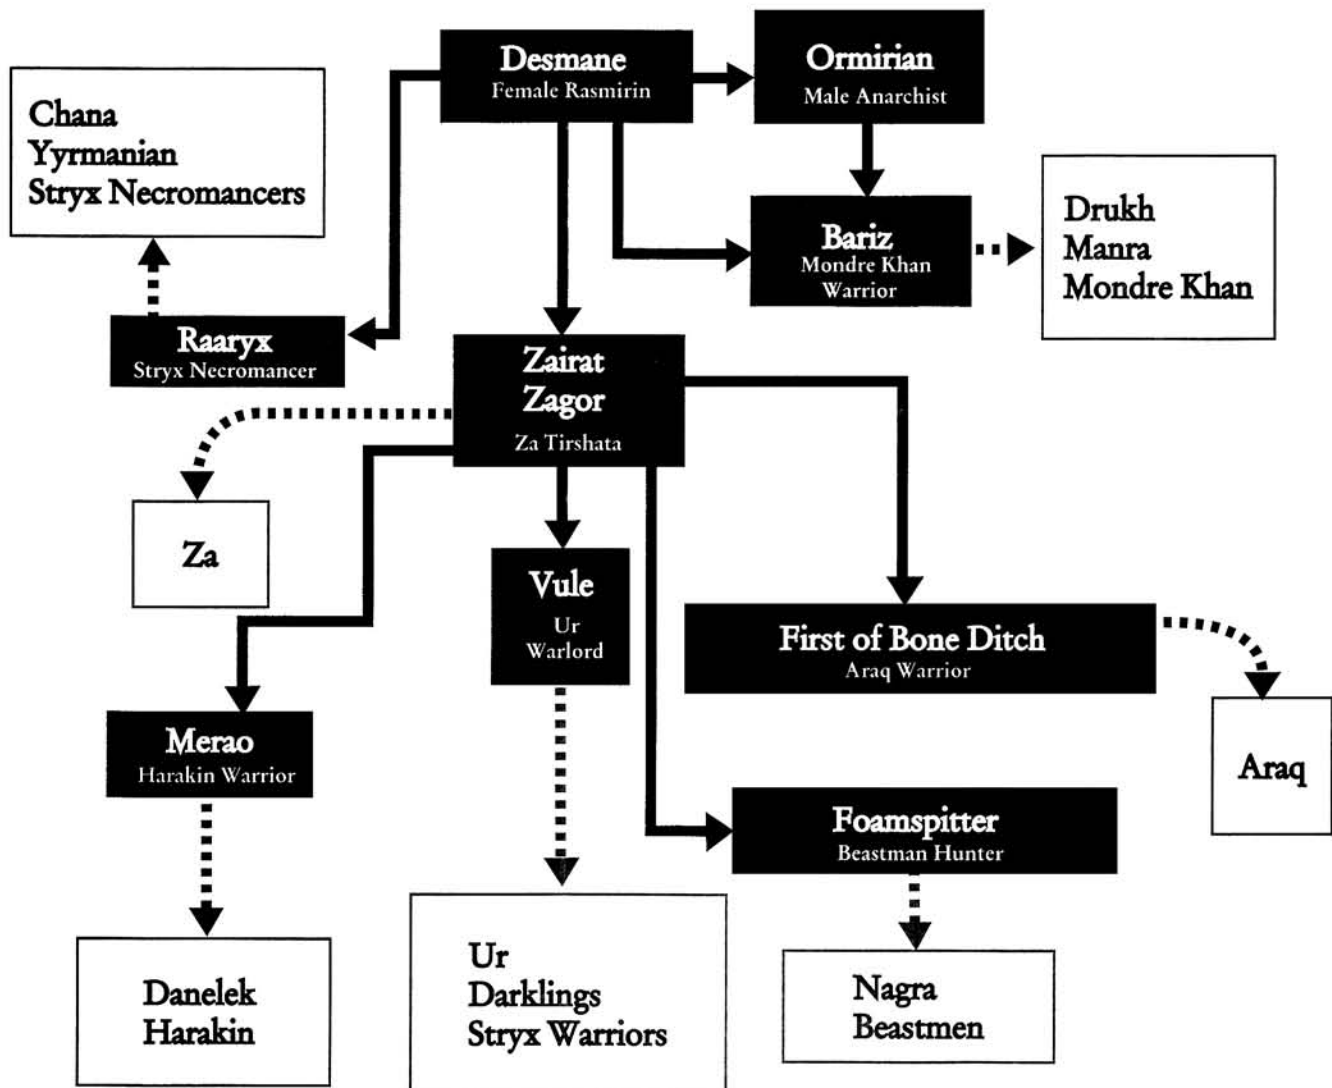 Desmane
Female Rasmirin
Ormirian
Male Anarchist
Chana
Yyrmanian
Stryx Necromancers
Bariz
Mondre Khan
Warrior
Drukh
Manra
Mondre Khan
Raaryx
Stryx Necromancer
Zairat
Zagor
Za Tirshata
Za
Vule
Ur
Warlord
First of Bone Ditch
Araq Warrior
Merao
Harakin Warrior
Araq
Foamspitter
Beastman Hunter
Danelek
Harakin
Ur
Darklings
Stryx Warriors
Nagra
Beastmen